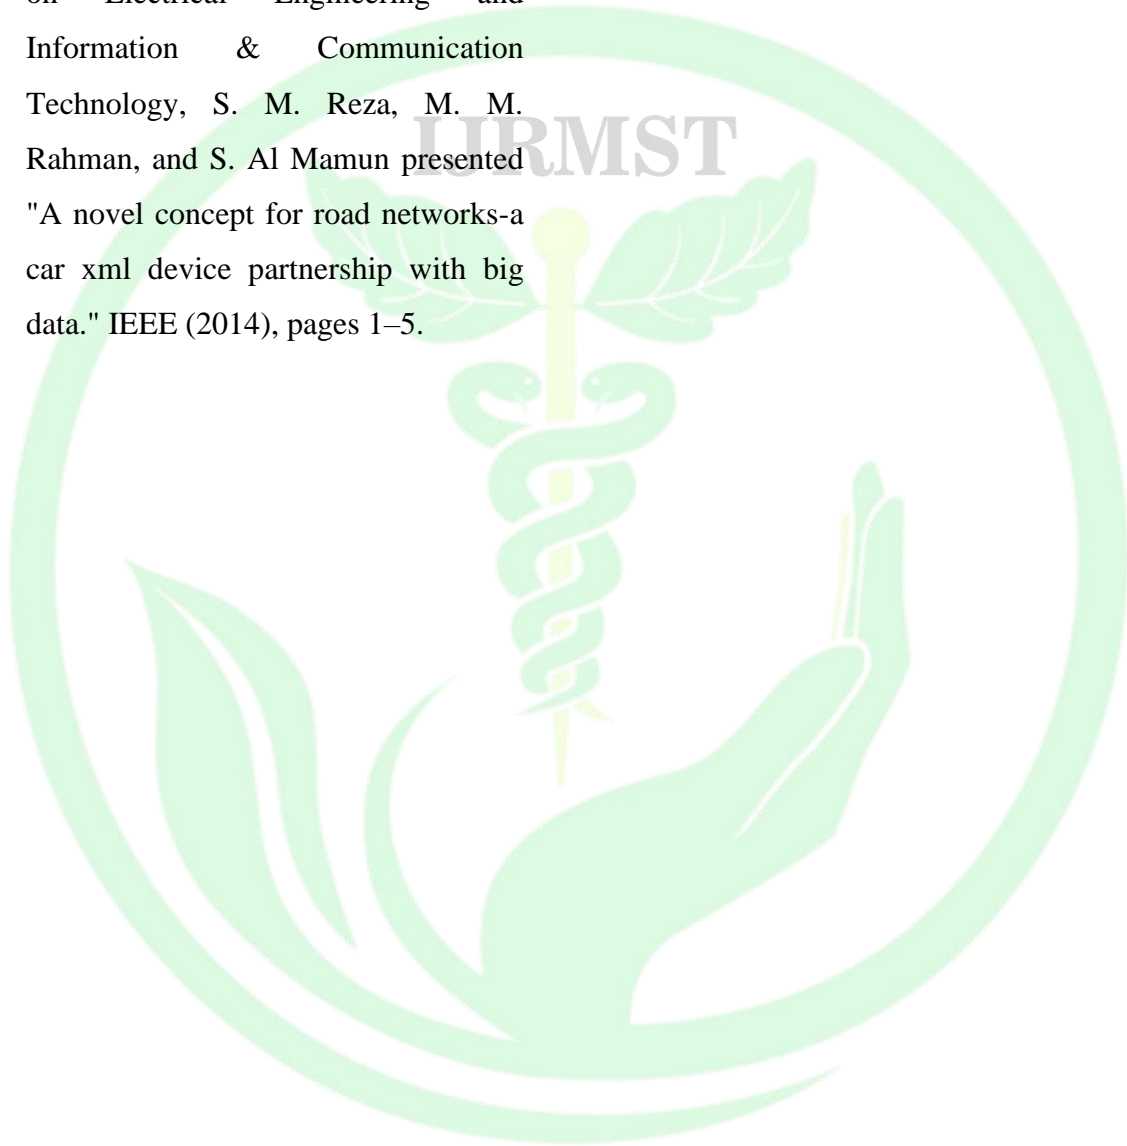 on Electrical Engineering and
Information & Communication
Technology, S. M. Reza, M. M.
Rahman, and S. Al Mamun presented
"A novel concept for road networks-a
car xml device partnership with big
data." IEEE (2014), pages 1–5.
IJRMST